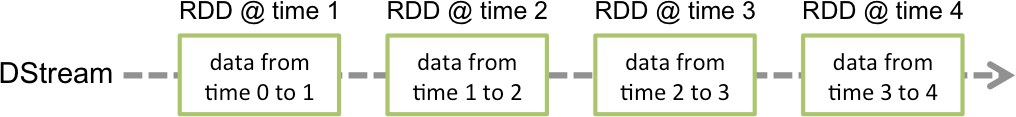 RDD @ time 1
RDD @ time 2
RDD @ time 3
RDD @ time 4
DStream
data from
time 0 to 1
data from
time 1 to 2
data from
time 2 to 3
data from
time 3 to 4